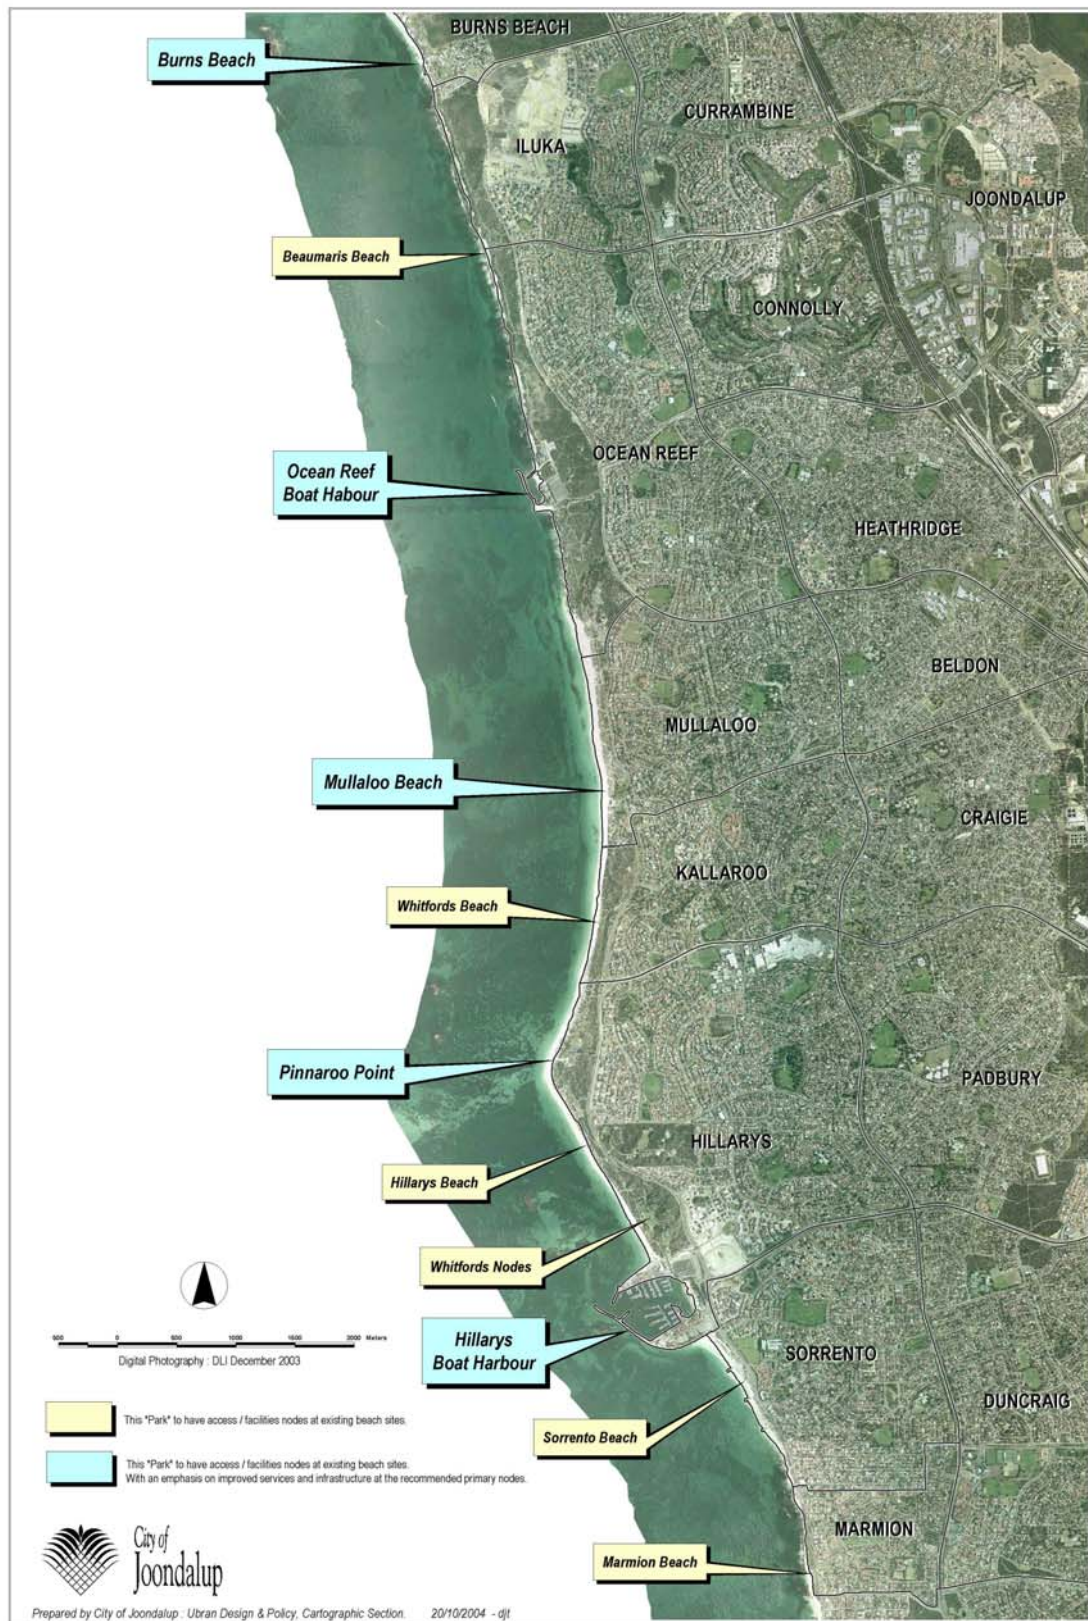 BURNS BEACH
Burns Beach
CURRAMBINE
ILUKA
JOONDALUP
Beaumaris Beach
CONNOLLY
OCEAN REEF
Ocean Reef
Boat Habour
HEATHRIDGE
BELDON
MULLALOO
Mullaloo Beach
CRAIGIE
KALLAROO
Whitfords Beach
Pinnaroo Point
PADBURY
HILLARYS
Hillarys Beach
Whitfords Nodes
Hillarys
Boat Harbour
SORRENTO
DUNCRAIG
Sorrento Beach
MARMION
Marmion Beach
500 0 500 1000 1500 2000 Meters
Digital Photography : DLI December 2003
This "Park" to have access / facilities nodes at existing beach sites.
This "Park" to have access / facilities nodes at existing beach sites.
With an emphasis on improved services and infrastructure at the recommended primary nodes.
City of
Joondalup
Prepared by City of Joondalup : Ubran Design & Policy, Cartographic Section. 20/10/2004 - djt